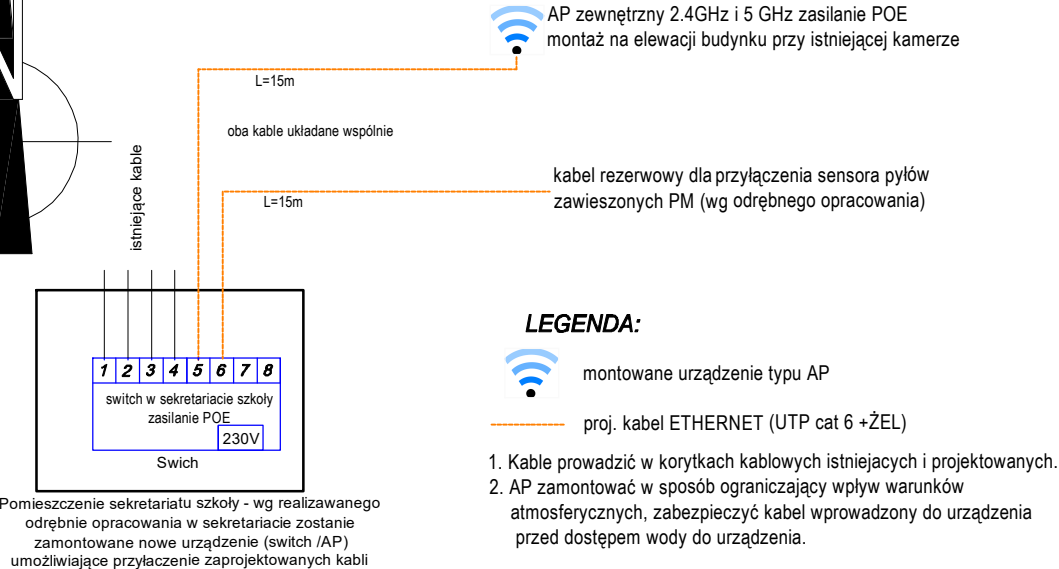 AP zewnętrzny 2.4GHz i 5 GHz zasilanie POE
montaż na elewacji budynku przy istniejącej kamerze
L=15m
oba kable układane wspólnie
istniejące kable
kabel rezerwowy dla przyłączenia sensora pyłów
zawieszonych PM (wg odrębnego opracowania)
L=15m
1 2 3 4 5 6 7 8
switch w sekretariacie szkoły
zasilanie POE
230V
Swich
Pomieszczenie sekretariatu szkoły - wg realizawanego
odrębnie opracowania w sekretariacie zostanie
zamontowane nowe urządzenie (switch /AP)
umożliwiające przyłaczenie zaprojektowanych kabli
LEGENDA:
montowane urządzenie typu AP
proj. kabel ETHERNET (UTP cat 6 +ŻEL)
1. Kable prowadzić w korytkach kablowych istniejacych i projektowanych.
2. AP zamontować w sposób ograniczający wpływ warunków
atmosferycznych, zabezpieczyć kabel wprowadzony do urządzenia
przed dostępem wody do urządzenia.